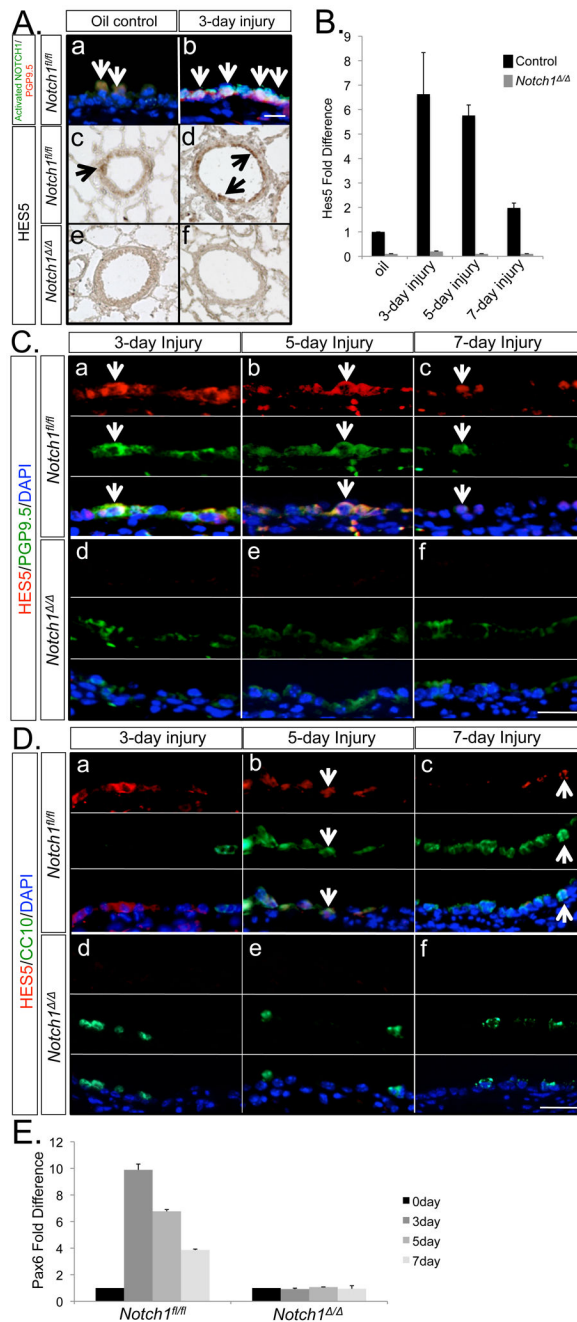 A.
Oil control
3-day injury
Activated NOTCH1/
PGP9.5
Notch1fl/fl
a
b
HES5
Notch1fl/fl
c
d
Notch1Δ/Δ
e
f
B.
Hes5 Fold Difference
9
8
7
6
5
4
3
2
1
0
oil
3-day injury
5-day injury
7-day injury
Control
Notch1Δ/Δ
C.
3-day Injury
5-day Injury
7-day Injury
HES5/PGP9.5/DAPI
Notch1fl/fl
a
b
c
Notch1Δ/Δ
d
e
f
D.
3-day injury
5-day Injury
7-day Injury
HES5/CC10/DAPI
Notch1fl/fl
a
b
c
Notch1Δ/Δ
d
e
f
E.
Pax6 Fold Difference
12
10
8
6
4
2
0
Notch1fl/fl
Notch1Δ/Δ
0day
3day
5day
7day